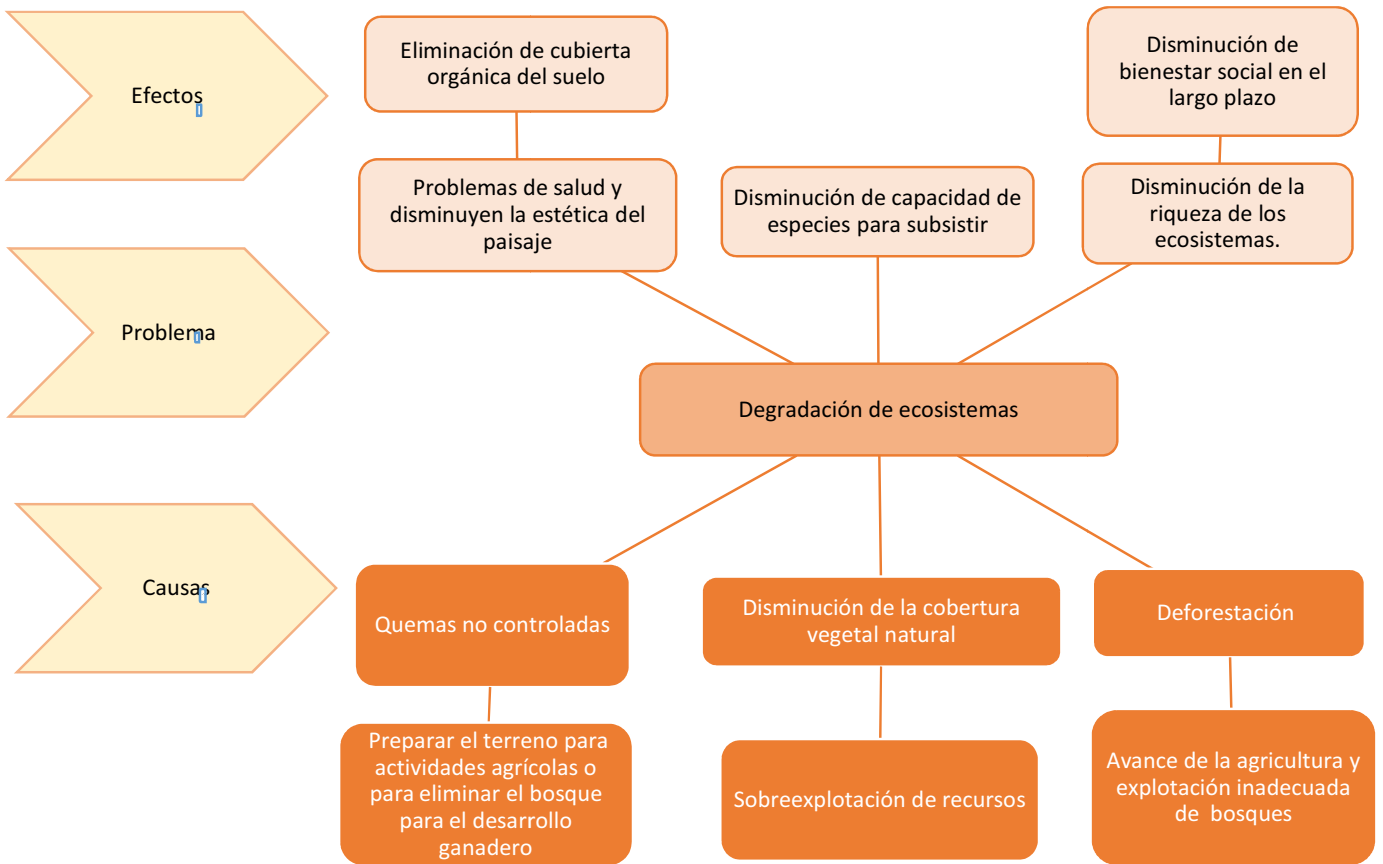 Efectos
Eliminación de cubierta
orgánica del suelo
Disminución de
bienestar social en el
largo plazo
Problemas de salud y
disminuyen la estética del
paisaje
Disminución de capacidad de
especies para subsistir
Disminución de la
riqueza de los
ecosistemas.
Problema
Degradación de ecosistemas
Causas
Quemas no controladas
Disminución de la cobertura
vegetal natural
Deforestación
Preparar el terreno para
actividades agrícolas o
para eliminar el bosque
para el desarrollo
ganadero
Sobreexplotación de recursos
Avance de la agricultura y
explotación inadecuada
de bosques